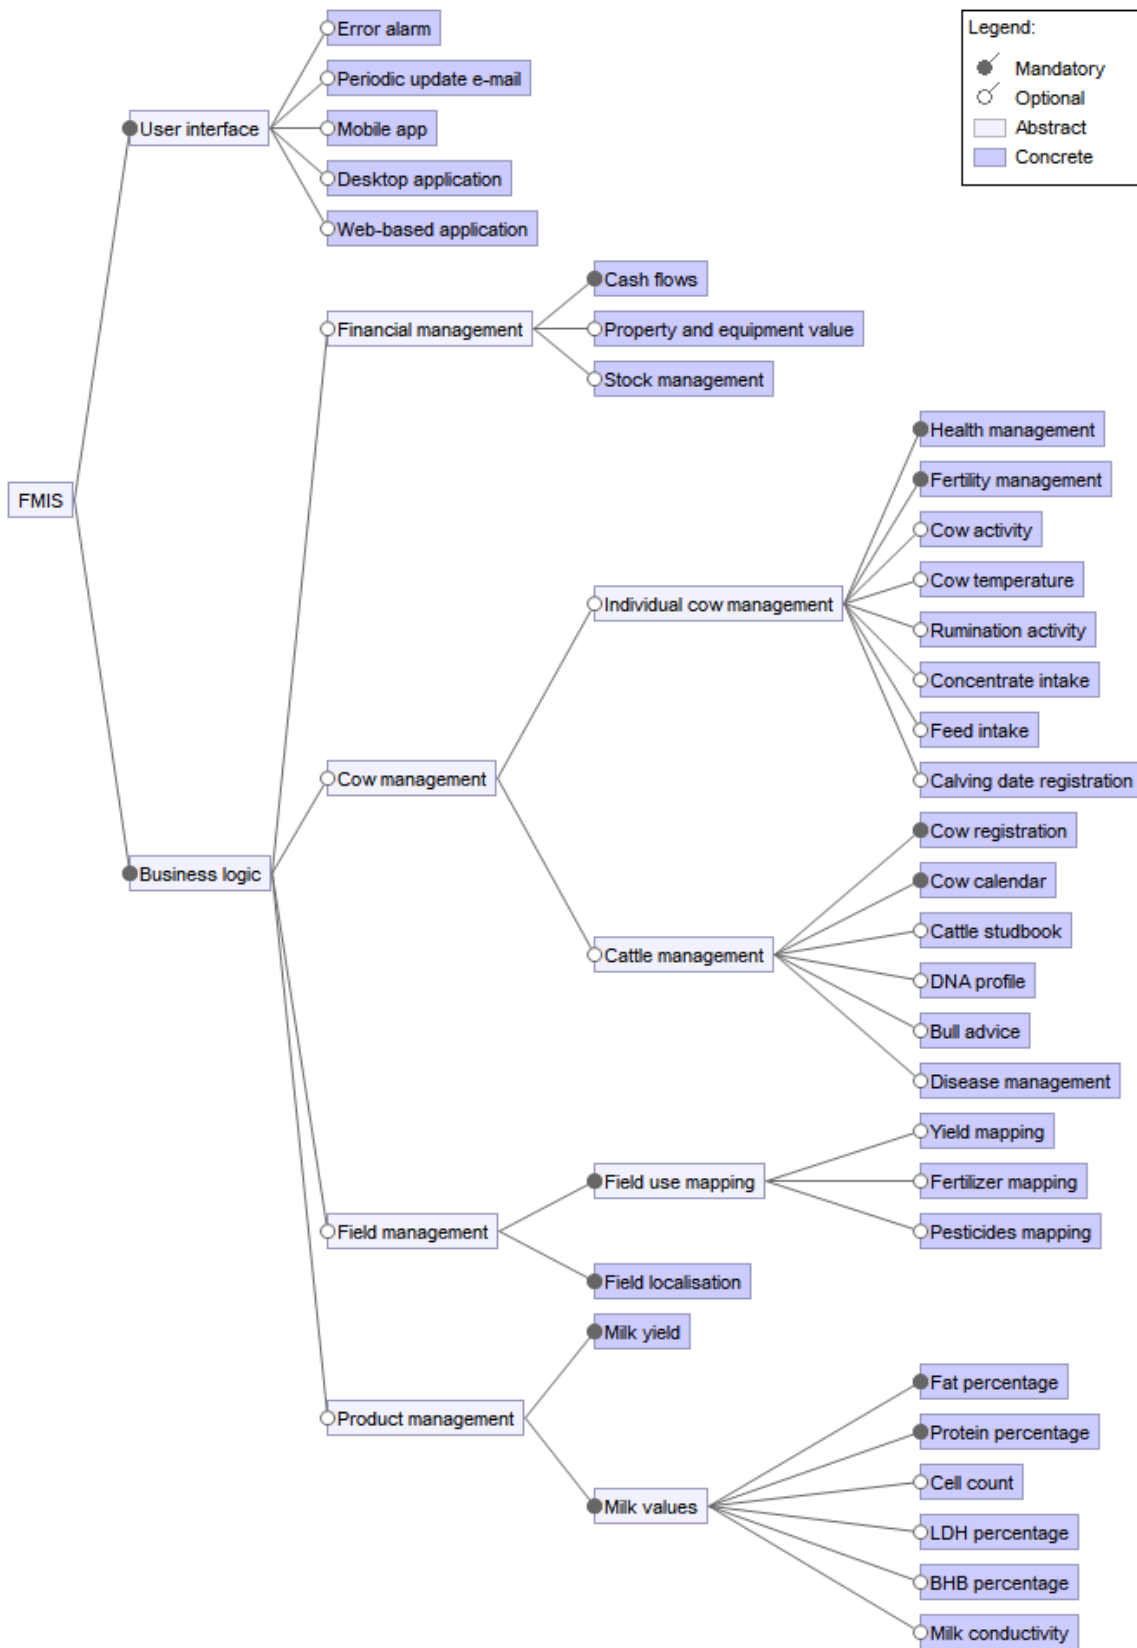 Error alarm
Legend:
Mandatory
Optional
Abstract
Concrete
Periodic update e-mail
User interface
Mobile app
Desktop application
Web-based application
Cash flows
Financial management
Property and equipment value
Stock management
Health management
Fertility management
FMIS
Cow activity
Cow temperature
Individual cow management
Rumination activity
Concentrate intake
Feed intake
Cow management
Calving date registration
Cow registration
Business logic
Cow calendar
Cattle studbook
Cattle management
DNA profile
Bull advice
Disease management
Yield mapping
Field use mapping
Fertilizer mapping
Field management
Pesticides mapping
Field localisation
Milk yield
Fat percentage
Product management
Protein percentage
Cell count
Milk values
LDH percentage
BHB percentage
Milk conductivity